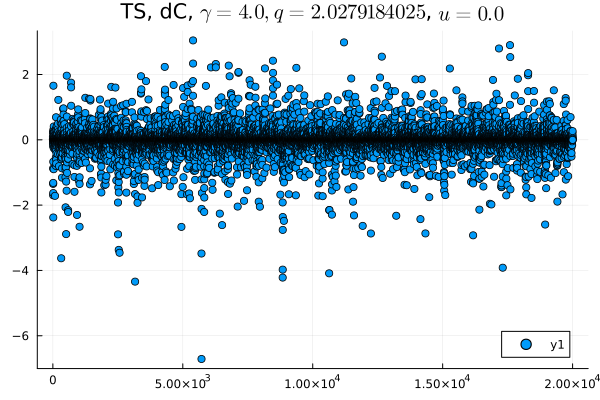 TS, dC, γ = 4.0, q = 2.0279184025, u = 0.0
2
0
−2
−4
−6
y1
0 5.00×10³ 1.00×10⁴ 1.50×10⁴ 2.00×10⁴